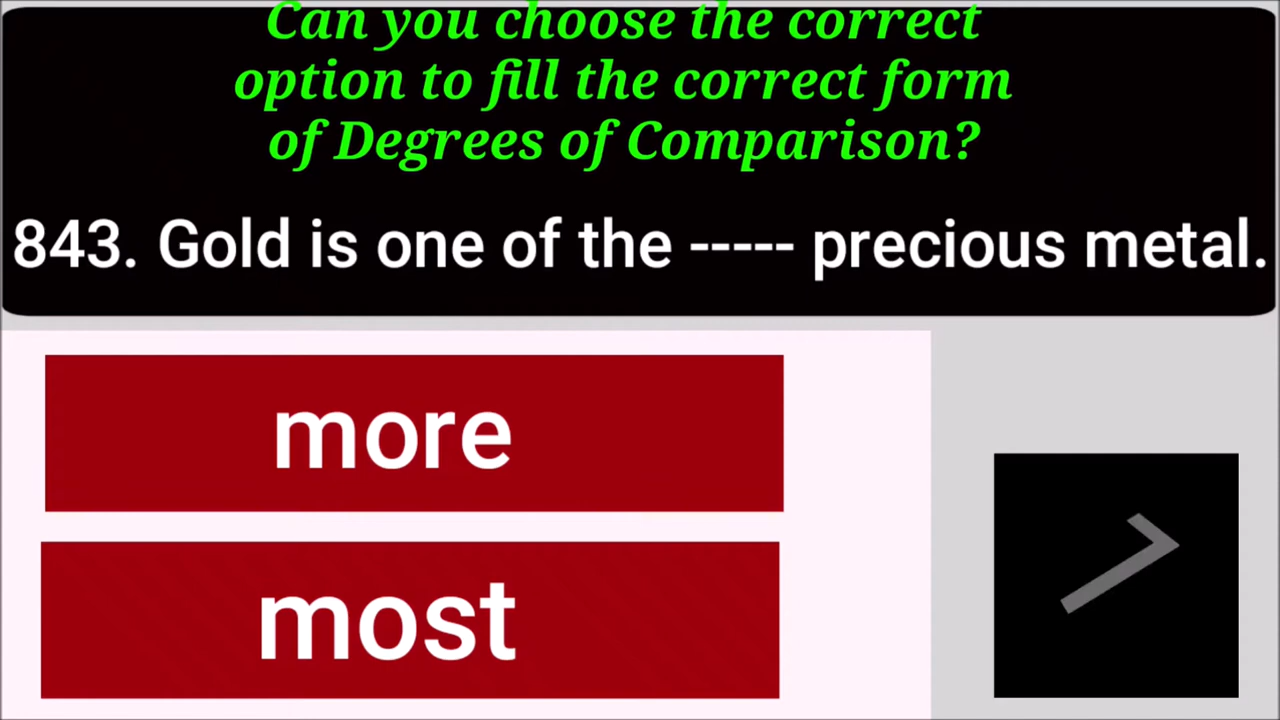 Can you choose the correct
option to fill the correct form
of Degrees of Comparison?
843. Gold is one of the ----- precious metal.
more
most